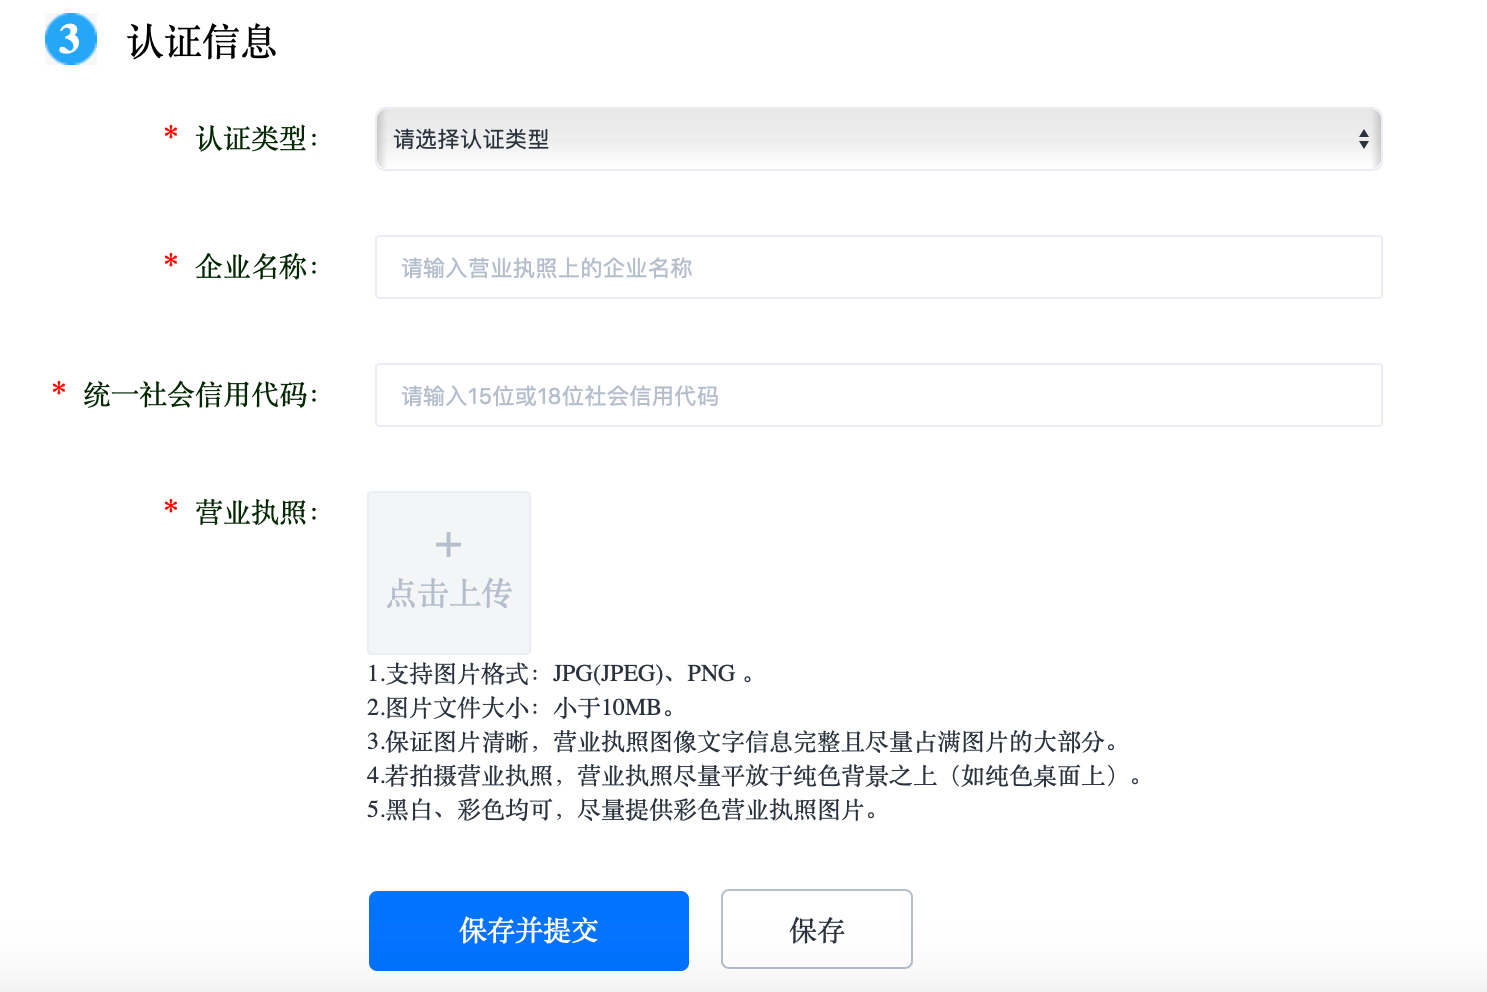 3 认证信息
* 认证类型：
请选择认证类型
* 企业名称：
请输入营业执照上的企业名称
* 统一社会信用代码：
请输入15位或18位社会信用代码
* 营业执照：
+
点击上传
1.支持图片格式：JPG(JPEG)、PNG 。
2.图片文件大小：小于10MB。
3.保证图片清晰，营业执照图像文字信息完整且尽量占满图片的大部分。
4.若拍摄营业执照，营业执照尽量平放于纯色背景之上（如纯色桌面上）。
5.黑白、彩色均可，尽量提供彩色营业执照图片。
保存并提交
保存